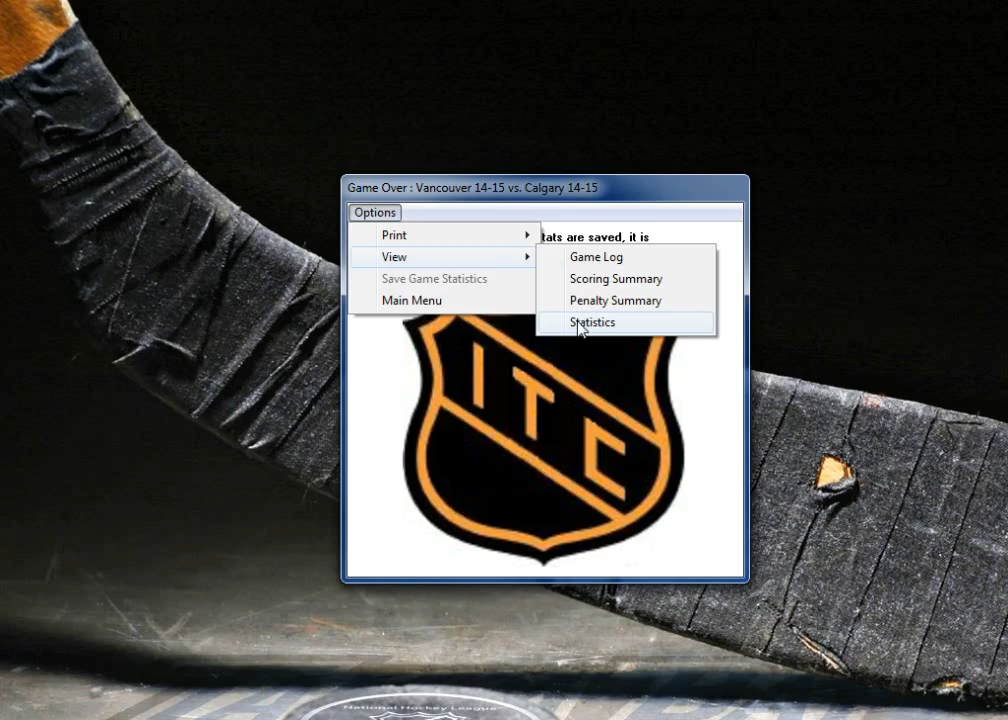 Game Over : Vancouver 14-15 vs. Calgary 14-15
Options
Print
tats are saved, it is
View
Game Log
Save Game Statistics
Scoring Summary
Main Menu
Penalty Summary
Statistics
ITC
National Hockey League